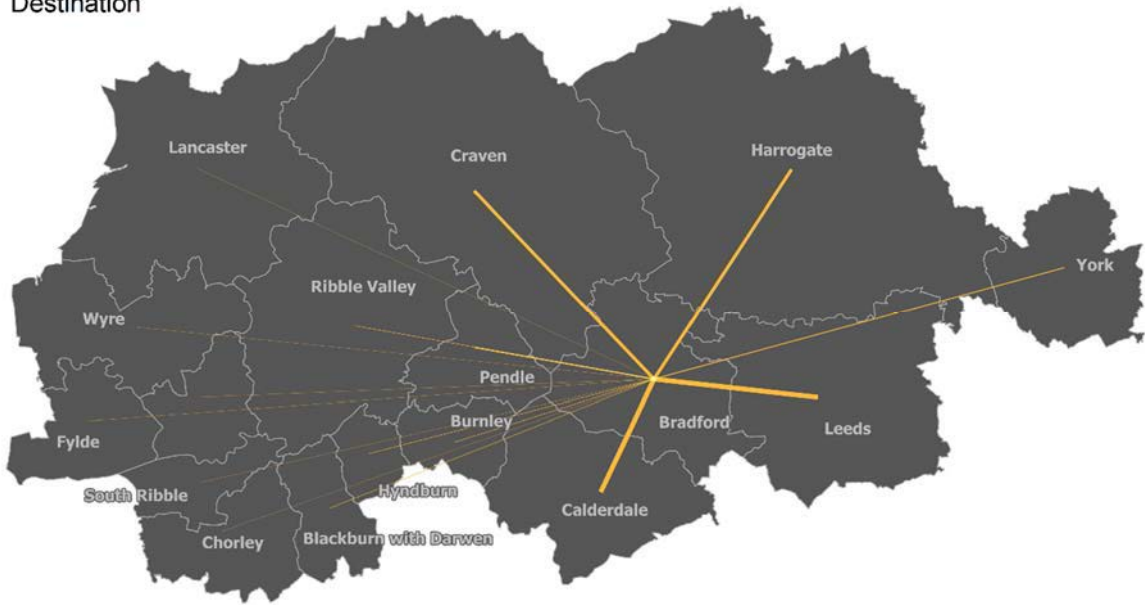 Destination
Lancaster
Craven
Harrogate
York
Ribble Valley
Wyre
Pendle
Burnley
Bradford
Leeds
Fylde
South Ribble
Hyndburn
Calderdale
Chorley
Blackburn with Darwen